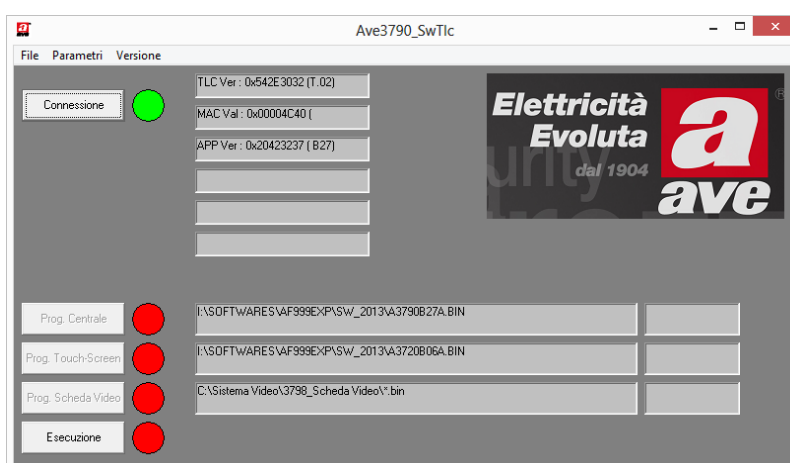 Ave3790_SwTlc
File Parametri Versione
Connessione
TLC Ver : 0x542E3032 (T.02)
MAC Val : 0x00004C40 (
APP Ver : 0x20423237 ( B27)
Elettricità
Evoluta
dal 1904
a
ave
®
Prog. Centrale
I:\SOFTWARES\AF999EXP\SW_2013\A3790B27A.BIN
Prog. Touch-Screen
I:\SOFTWARES\AF999EXP\SW_2013\A3720B06A.BIN
Prog. Scheda Video
C:\Sistema Video\3798_Scheda Video\*.bin
Esecuzione